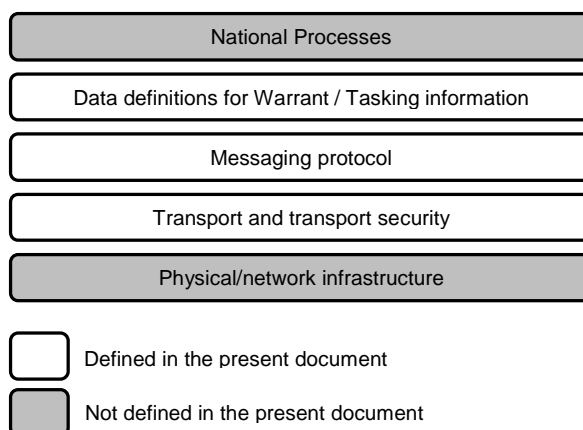 National Processes
Data definitions for Warrant / Tasking information
Messaging protocol
Transport and transport security
Physical/network infrastructure
Defined in the present document
Not defined in the present document